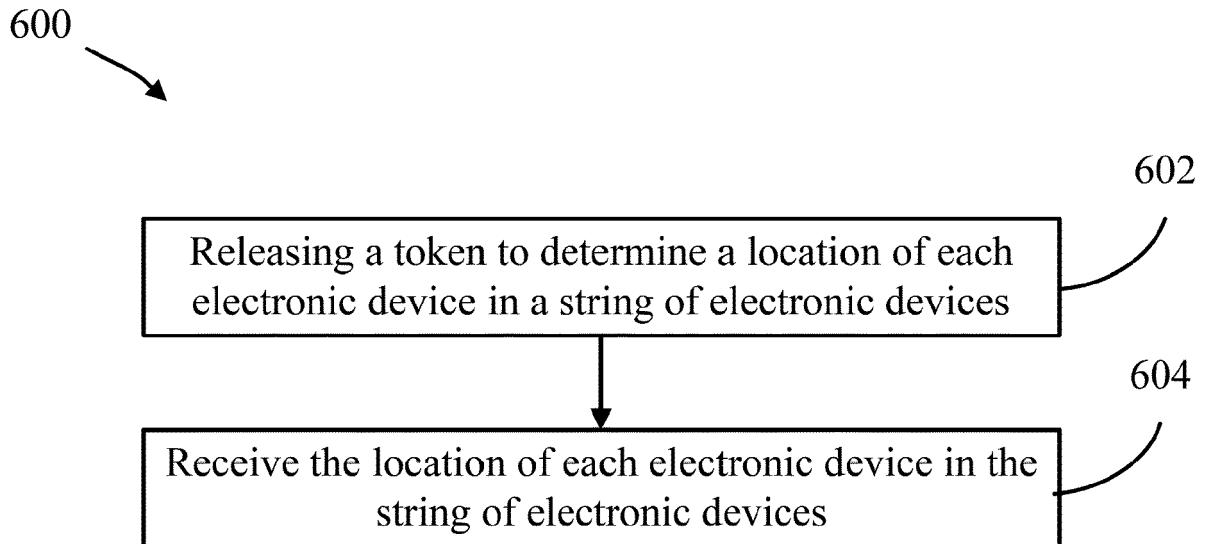 600
602
Releasing a token to determine a location of each
electronic device in a string of electronic devices
604
Receive the location of each electronic device in the
string of electronic devices